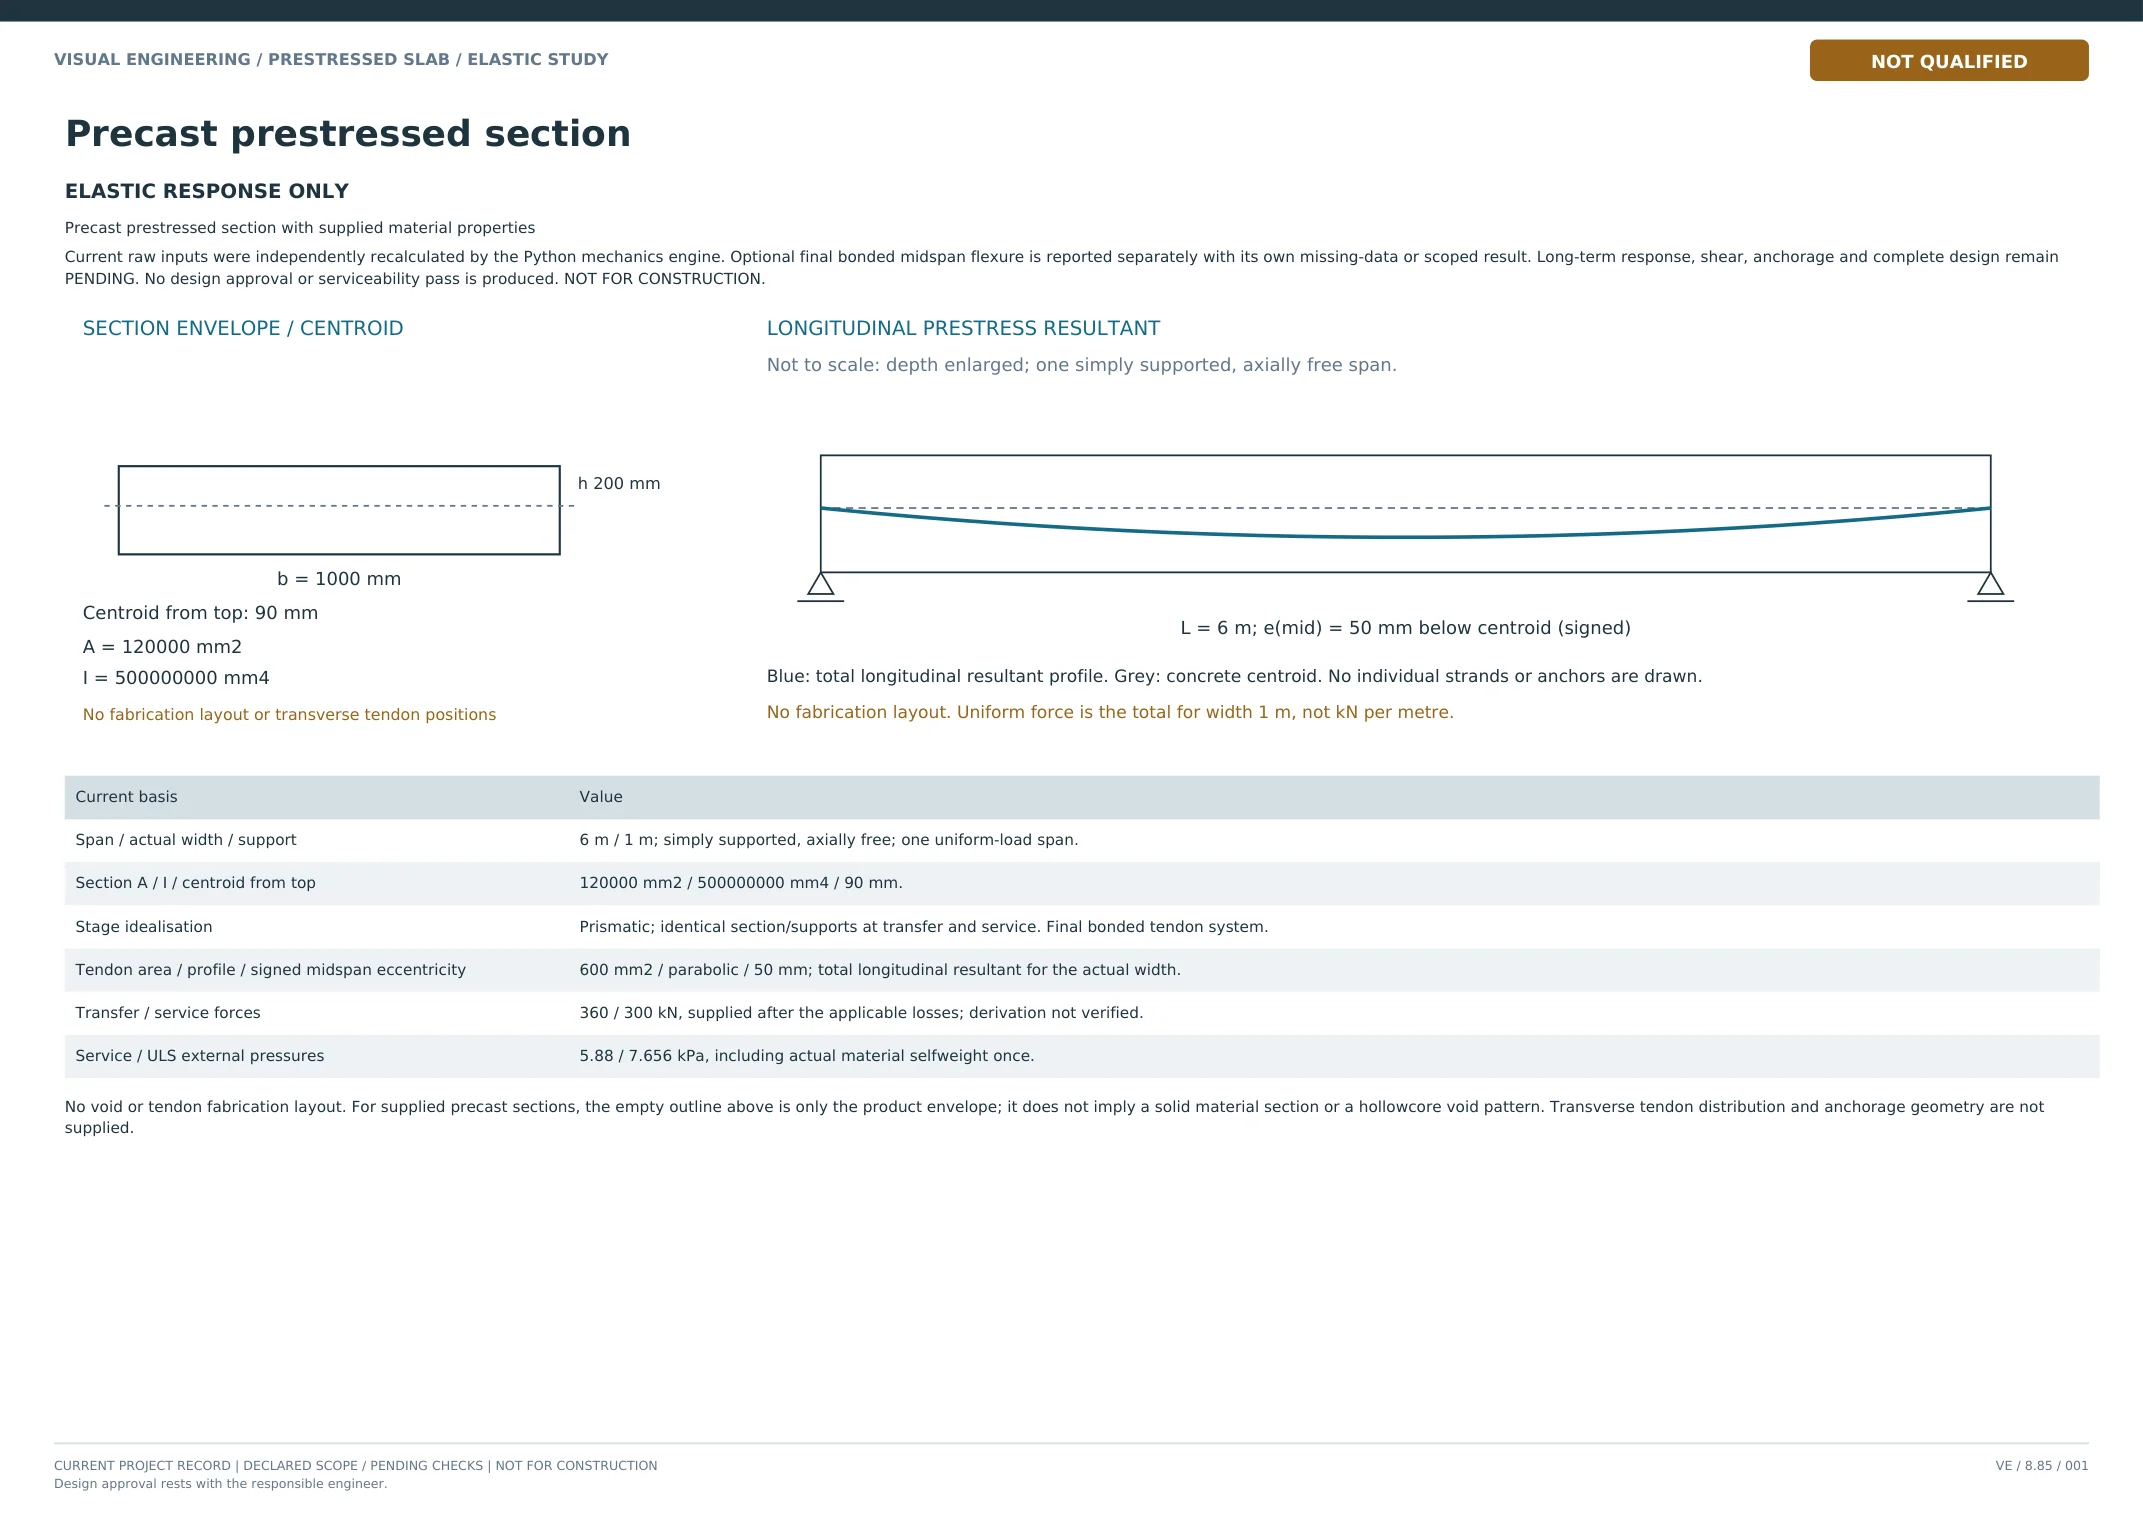 VISUAL ENGINEERING / PRESTRESSED SLAB / ELASTIC STUDY
NOT QUALIFIED
Precast prestressed section
ELASTIC RESPONSE ONLY
Precast prestressed section with supplied material properties
Current raw inputs were independently recalculated by the Python mechanics engine. Optional final bonded midspan flexure is reported separately with its own missing-data or scoped result. Long-term response, shear, anchorage and complete design remain
PENDING. No design approval or serviceability pass is produced. NOT FOR CONSTRUCTION.
SECTION ENVELOPE / CENTROID
h 200 mm
b = 1000 mm
Centroid from top: 90 mm
A = 120000 mm2
I = 500000000 mm4
No fabrication layout or transverse tendon positions
LONGITUDINAL PRESTRESS RESULTANT
Not to scale: depth enlarged; one simply supported, axially free span.
L = 6 m; e(mid) = 50 mm below centroid (signed)
Blue: total longitudinal resultant profile. Grey: concrete centroid. No individual strands or anchors are drawn.
No fabrication layout. Uniform force is the total for width 1 m, not kN per metre.
Current basis Value
Span / actual width / support 6 m / 1 m; simply supported, axially free; one uniform-load span.
Section A / I / centroid from top 120000 mm2 / 500000000 mm4 / 90 mm.
Stage idealisation Prismatic; identical section/supports at transfer and service. Final bonded tendon system.
Tendon area / profile / signed midspan eccentricity 600 mm2 / parabolic / 50 mm; total longitudinal resultant for the actual width.
Transfer / service forces 360 / 300 kN, supplied after the applicable losses; derivation not verified.
Service / ULS external pressures 5.88 / 7.656 kPa, including actual material selfweight once.
No void or tendon fabrication layout. For supplied precast sections, the empty outline above is only the product envelope; it does not imply a solid material section or a hollowcore void pattern. Transverse tendon distribution and anchorage geometry are not
supplied.
CURRENT PROJECT RECORD | DECLARED SCOPE / PENDING CHECKS | NOT FOR CONSTRUCTION
Design approval rests with the responsible engineer.
VE / 8.85 / 001